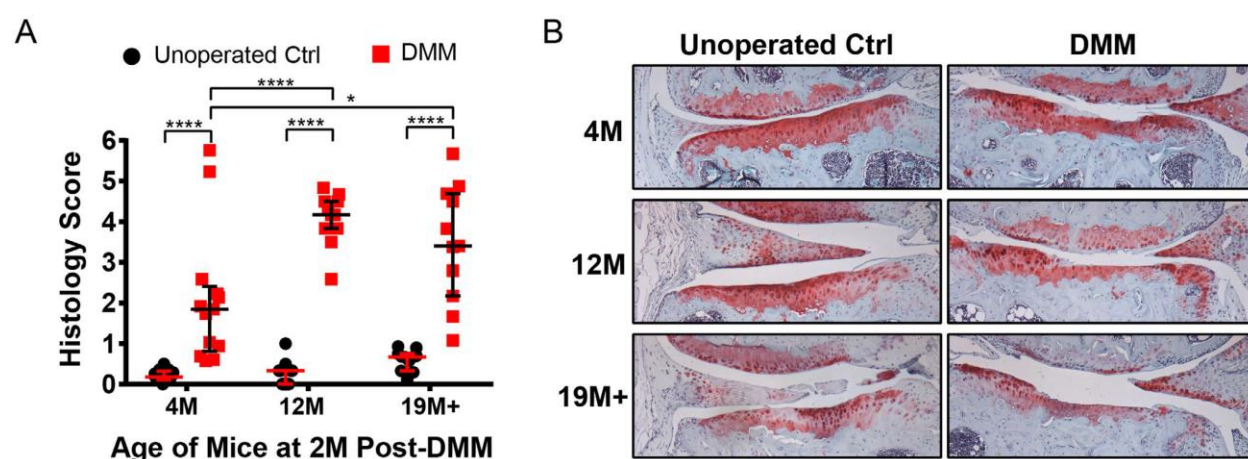 A
Unoperated Ctrl
DMM
****
*
****
****
****
6
5
4
3
2
1
0
Histology Score
4M
12M
19M+
Age of Mice at 2M Post-DMM
B
Unoperated Ctrl
DMM
4M
12M
19M+